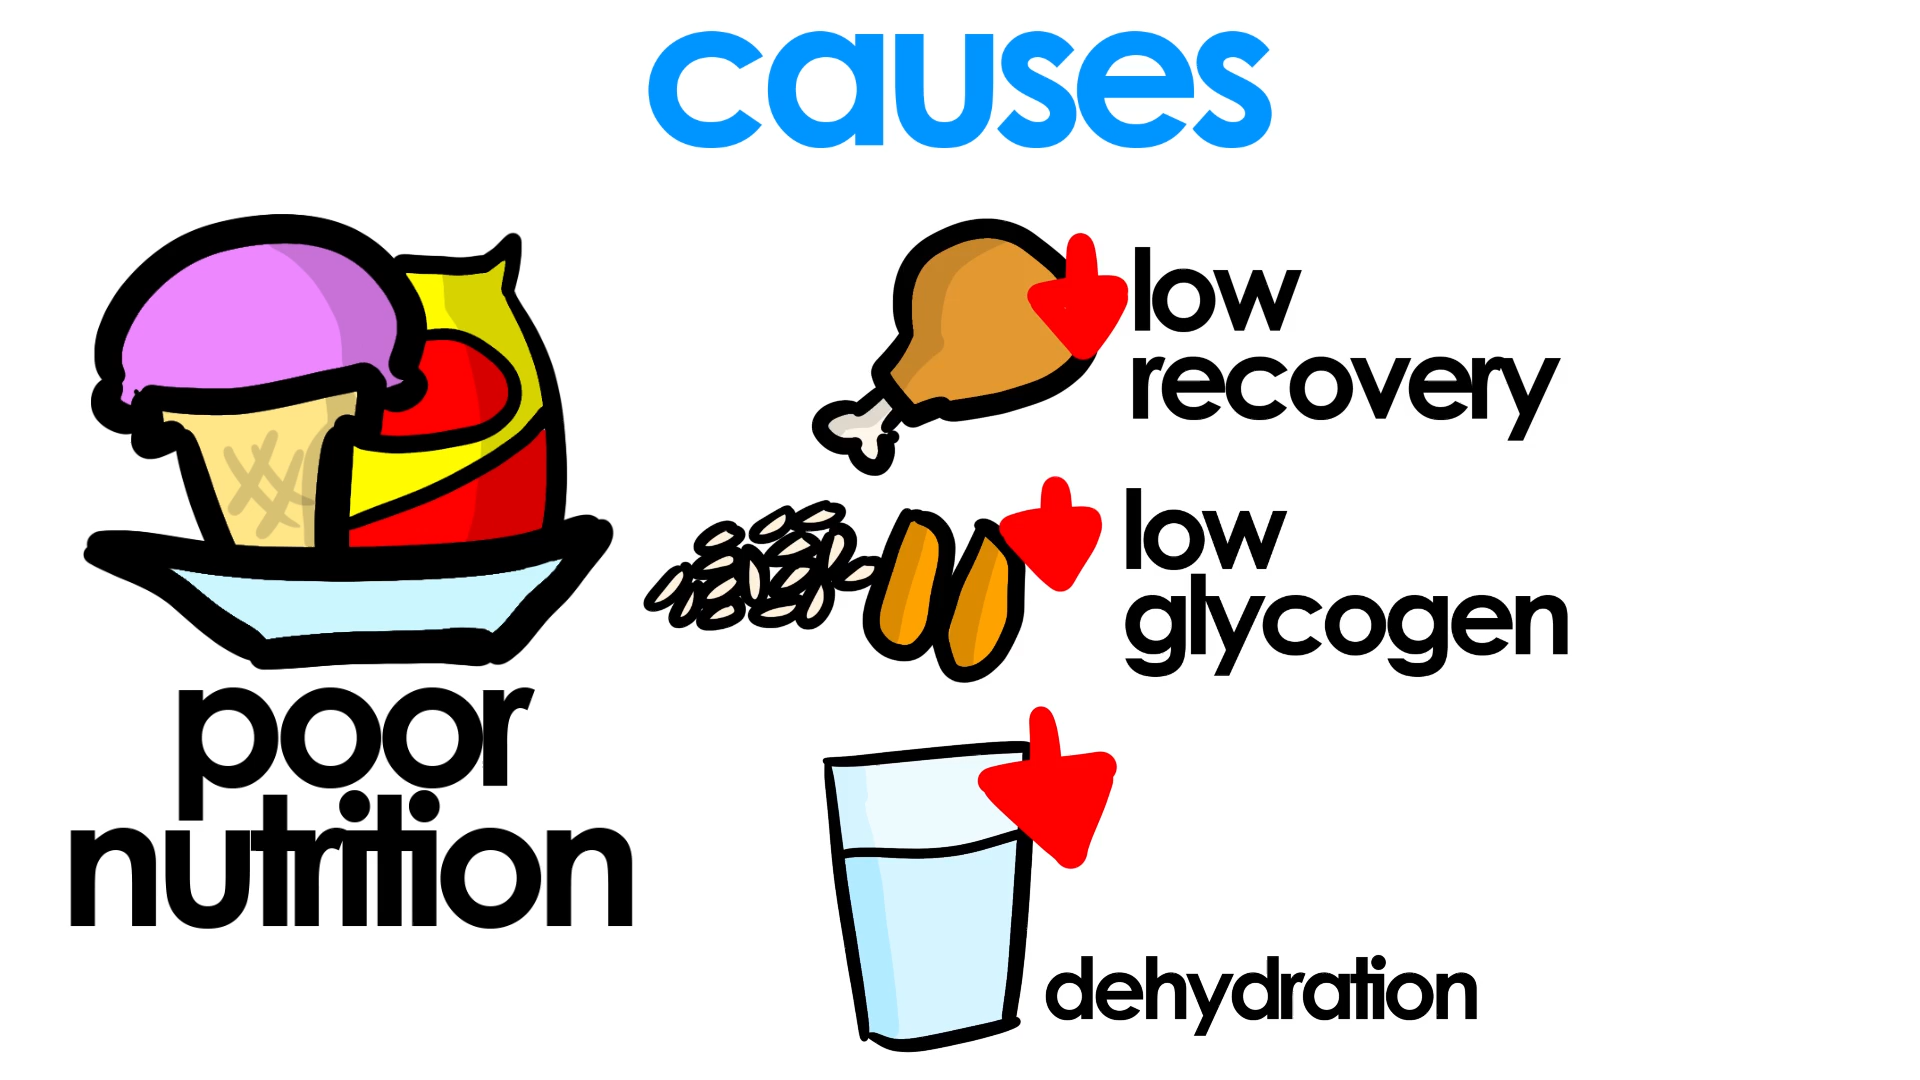 causes
poor
nutrition
low
recovery
low
glycogen
dehydration